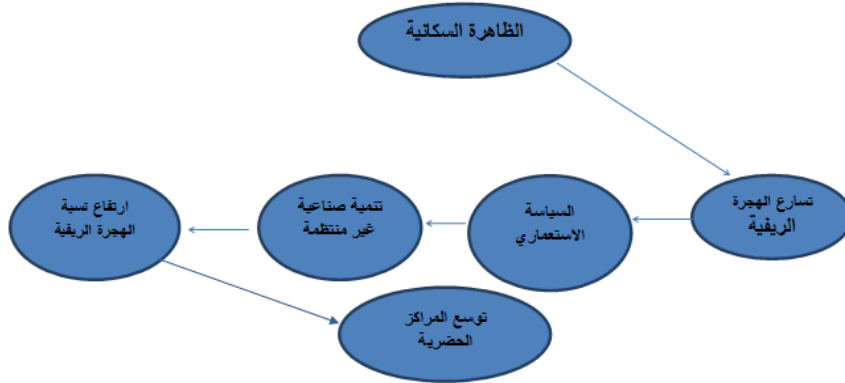 الظاهرة السكانية
تسارع الهجرة
الريفية
السياسة
الاستعماري
تنمية صناعية
غير منتظمة
ارتفاع نسبة
الهجرة الريفية
توسع المراكز
الحضرية